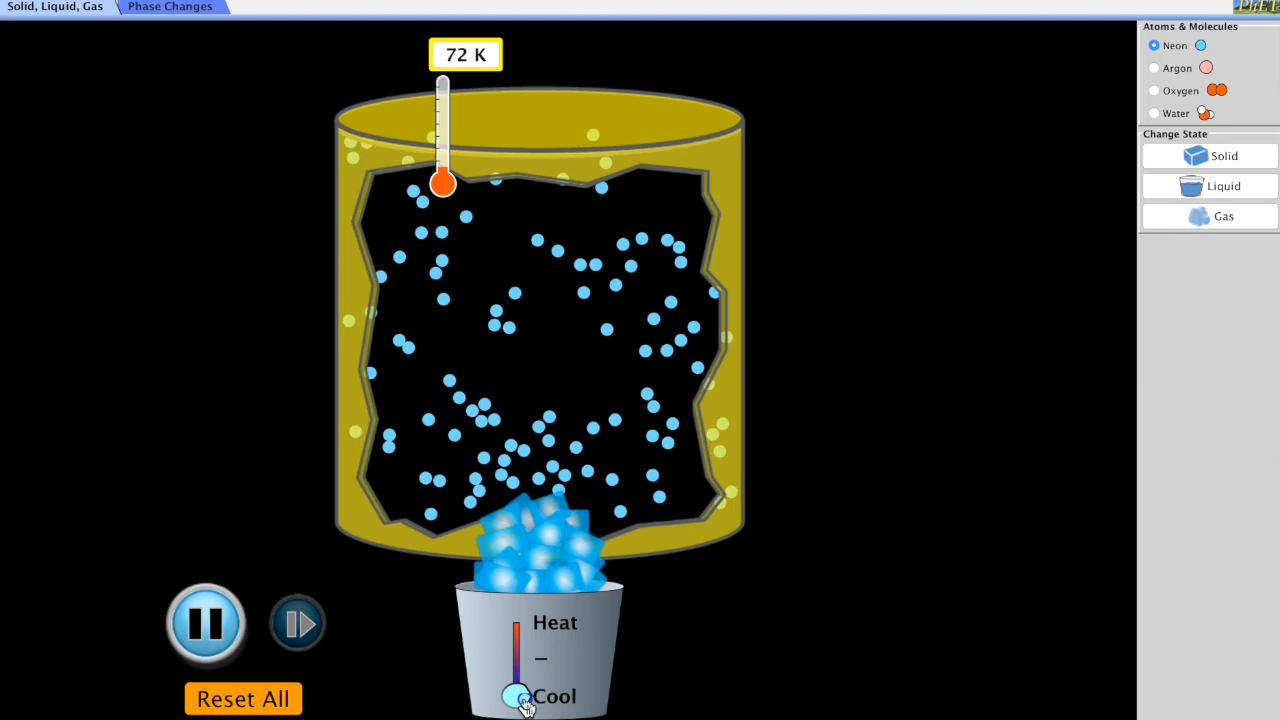 Solid, Liquid, Gas
Phase Changes
PhET
72 K
Atoms & Molecules
Neon
Argon
Oxygen
Water
Change State
Solid
Liquid
Gas
Heat
Cool
Reset All